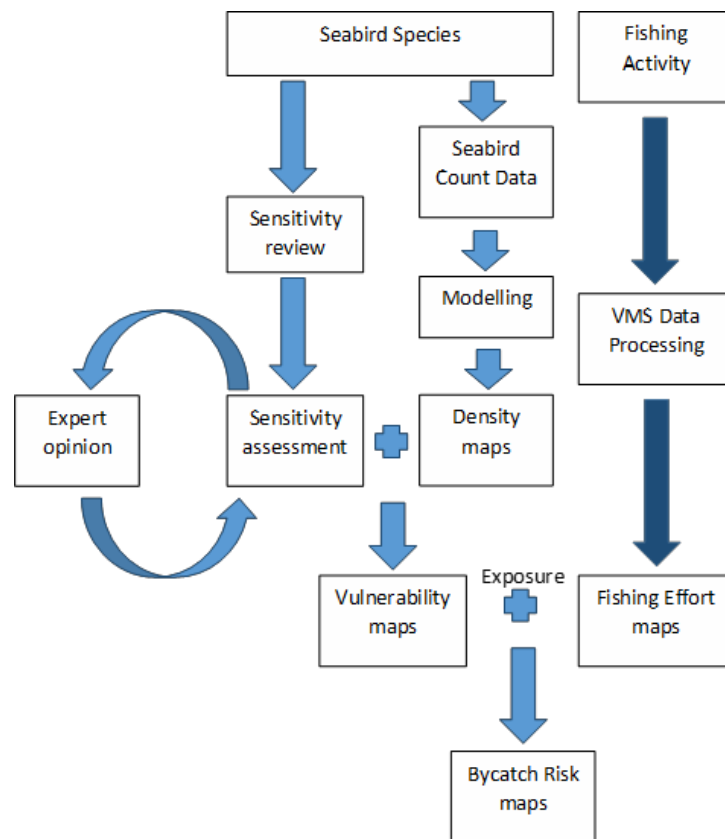 Seabird Species
Fishing
Activity
Seabird
Count Data
Sensitivity
review
Modelling
VMS Data
Processing
Expert
opinion
Sensitivity
assessment
Density
maps
Exposure
Vulnerability
maps
Fishing Effort
maps
Bycatch Risk
maps